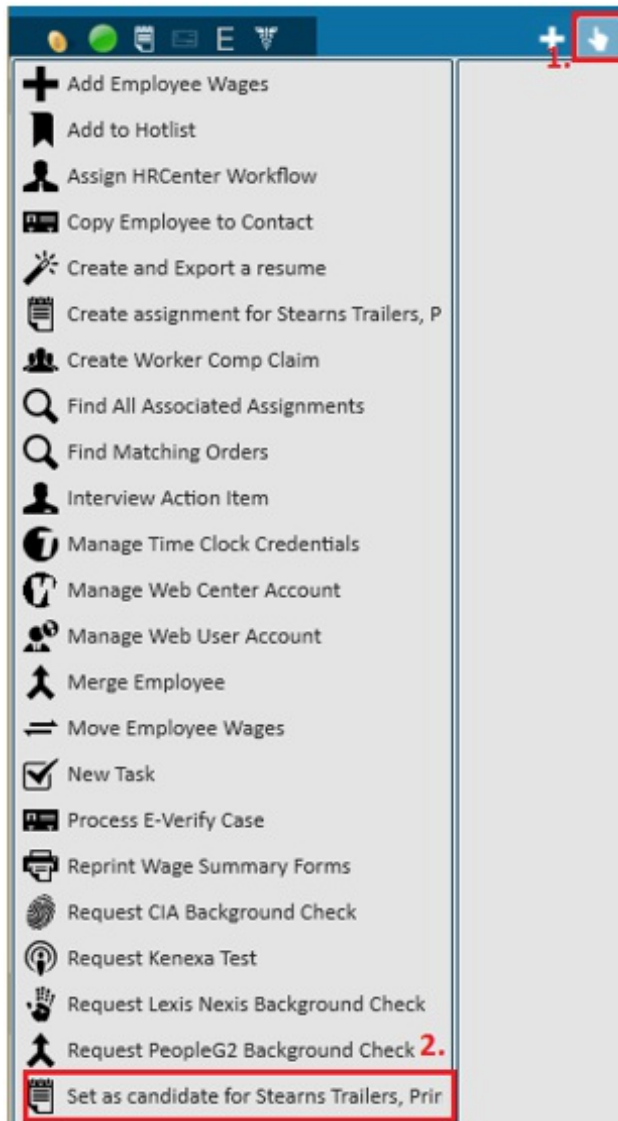 E
1.
Add Employee Wages
Add to Hotlist
Assign HRCenter Workflow
Copy Employee to Contact
Create and Export a resume
Create assignment for Stearns Trailers, P
Create Worker Comp Claim
Find All Associated Assignments
Find Matching Orders
Interview Action Item
Manage Time Clock Credentials
Manage Web Center Account
Manage Web User Account
Merge Employee
Move Employee Wages
New Task
Process E-Verify Case
Reprint Wage Summary Forms
Request CIA Background Check
Request Kenexa Test
Request Lexis Nexis Background Check
Request PeopleG2 Background Check 2.
Set as candidate for Stearns Trailers, Prir